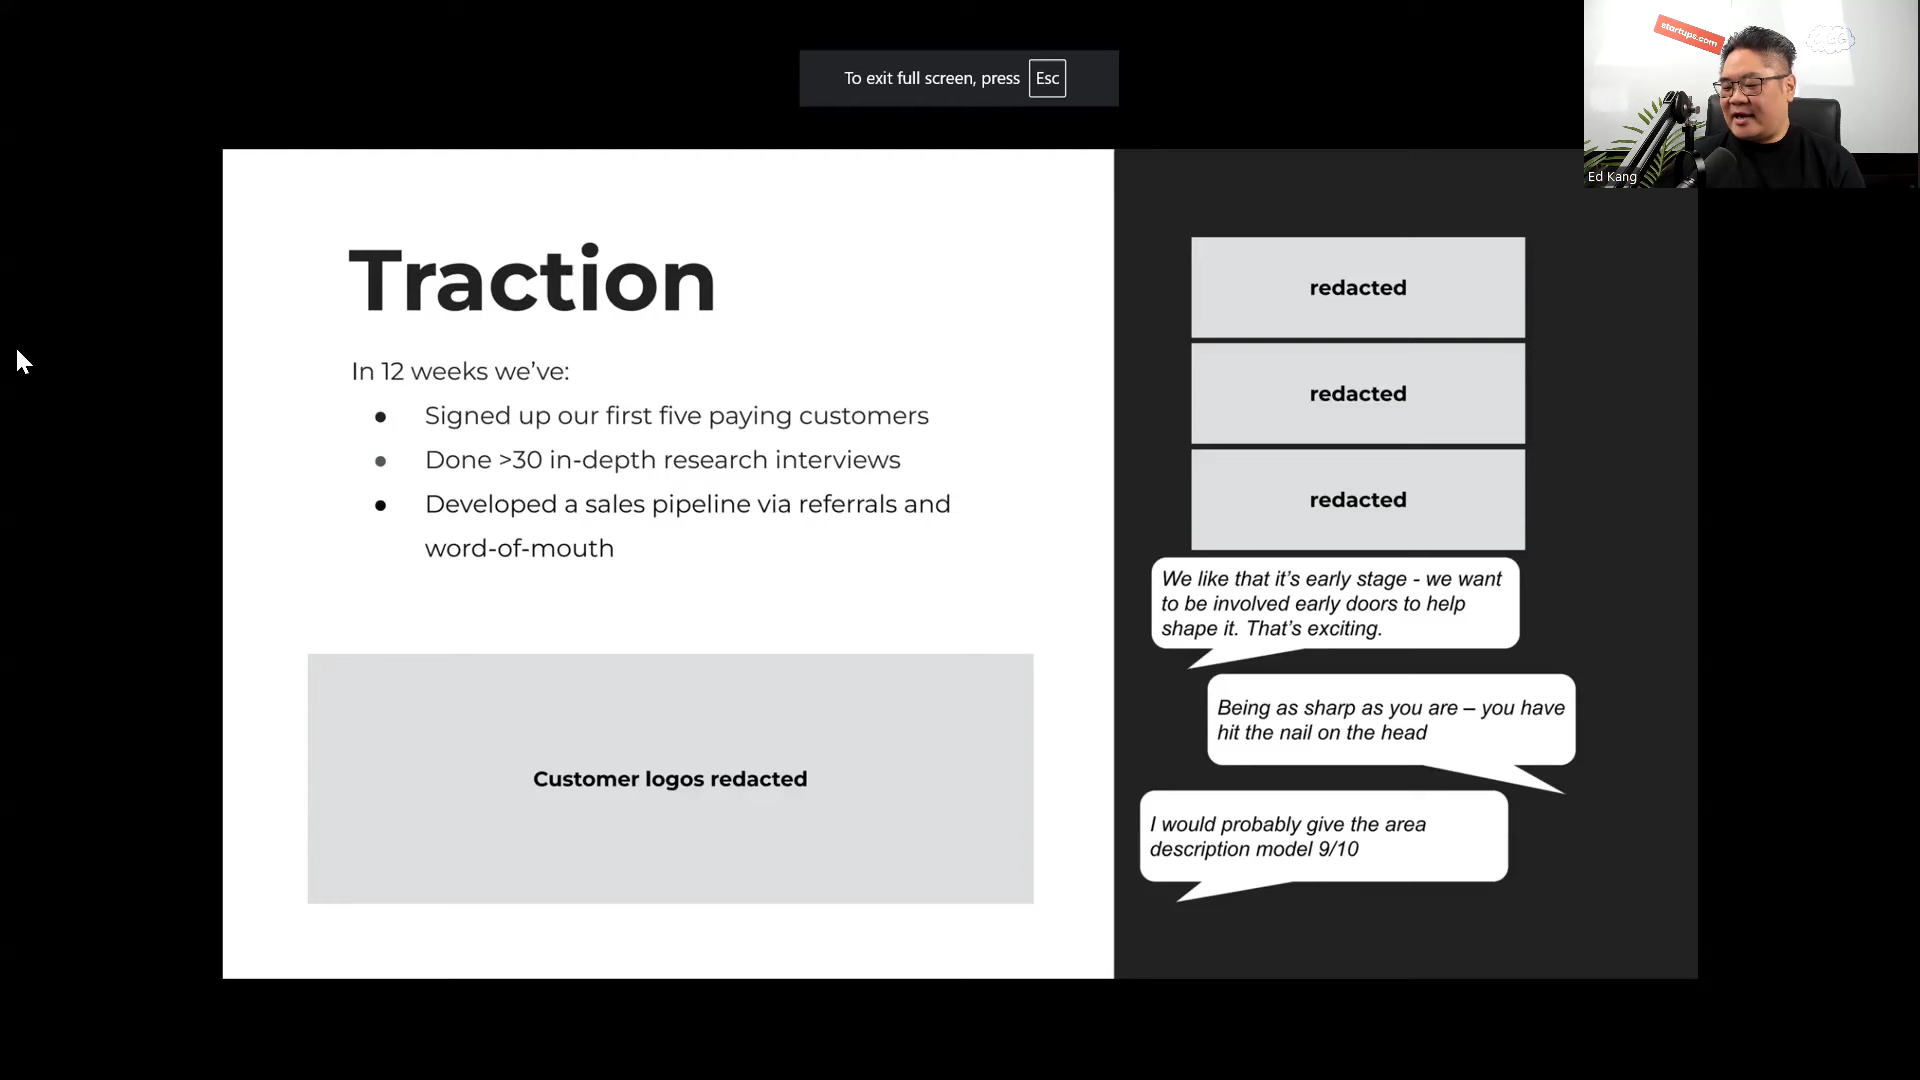 To exit full screen, press Esc
startups.com
Ed Kang
Traction
In 12 weeks we've:
● Signed up our first five paying customers
● Done >30 in-depth research interviews
● Developed a sales pipeline via referrals and
word-of-mouth
Customer logos redacted
redacted
redacted
redacted
We like that it's early stage - we want
to be involved early doors to help
shape it. That's exciting.
Being as sharp as you are – you have
hit the nail on the head
I would probably give the area
description model 9/10